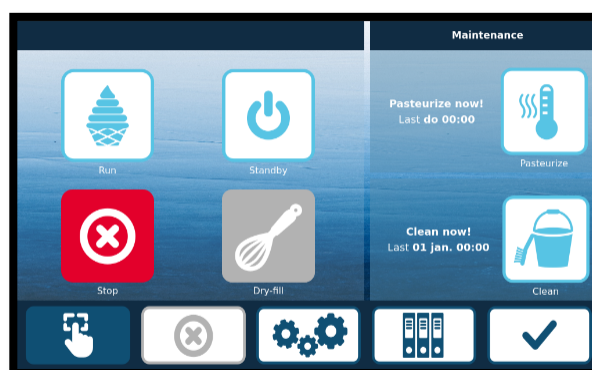 Maintenance
Run
Standby
Pasteurize now!
Last do 00:00
Pasteurize
Stop
Dry-fill
Clean now!
Last 01 jan. 00:00
Clean